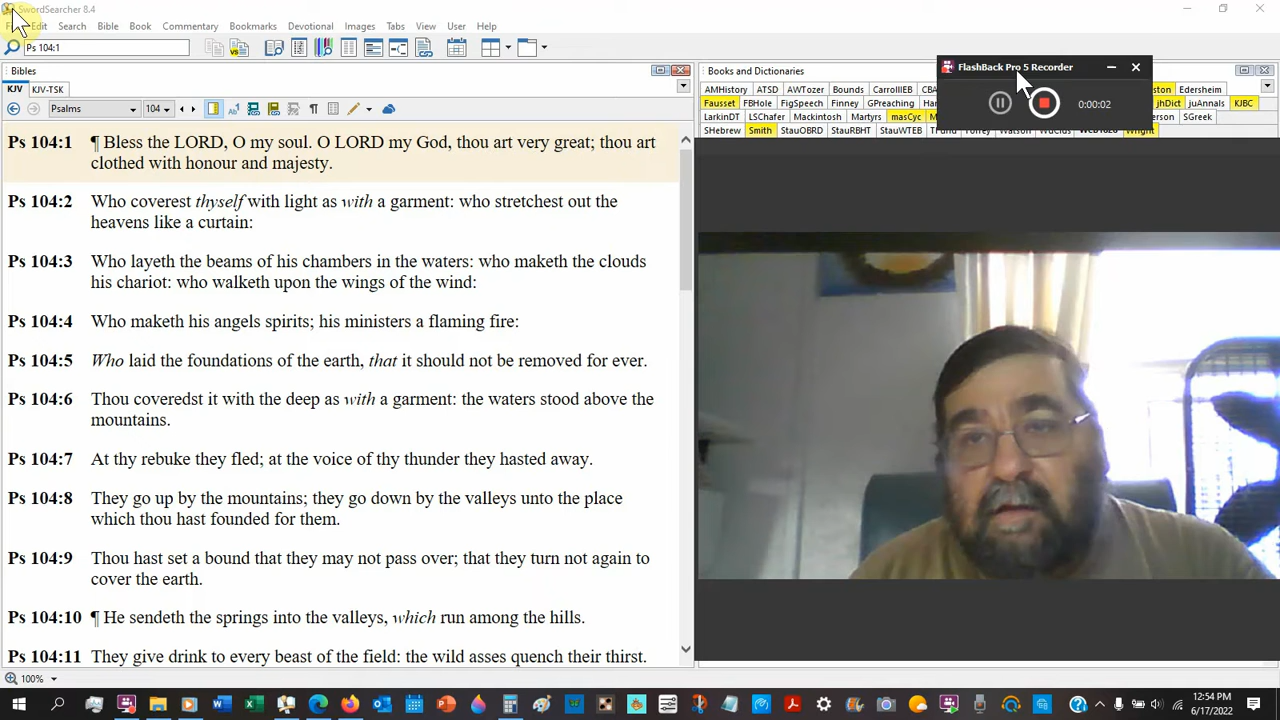 SwordSearcher 8.4
Edit Search Bible Book Commentary Bookmarks Devotional Images Tabs View User Help
Ps 104:1
VS
Bibles
KJV KJV-TSK
Psalms 104
Ps 104:1 ¶ Bless the LORD, O my soul. O LORD my God, thou art very great; thou art
clothed with honour and majesty.
Ps 104:2 Who coverest thyself with light as with a garment: who stretchest out the
heavens like a curtain:
Ps 104:3 Who layeth the beams of his chambers in the waters: who maketh the clouds
his chariot: who walketh upon the wings of the wind:
Ps 104:4 Who maketh his angels spirits; his ministers a flaming fire:
Ps 104:5 Who laid the foundations of the earth, that it should not be removed for ever.
Ps 104:6 Thou coveredst it with the deep as with a garment: the waters stood above the
mountains.
Ps 104:7 At thy rebuke they fled; at the voice of thy thunder they hasted away.
Ps 104:8 They go up by the mountains; they go down by the valleys unto the place
which thou hast founded for them.
Ps 104:9 Thou hast set a bound that they may not pass over; that they turn not again to
cover the earth.
Ps 104:10 ¶ He sendeth the springs into the valleys, which run among the hills.
Ps 104:11 They give drink to every beast of the field: the wild asses quench their thirst.
100%
Books and Dictionaries
FlashBack Pro 5 Recorder
0:00:02
AMHistory ATSD AWTozer Bounds CarrollIEB Edersheim
Fausset FBHole FigSpeech Finney GPreaching jhDict juAnnals KJBC
LarkinDT LSChafer Mackintosh Martyrs masCyc SGreek
SHebrew Smith StauOBRD StauRBHT StauWTEB
12:54 PM
6/17/2022